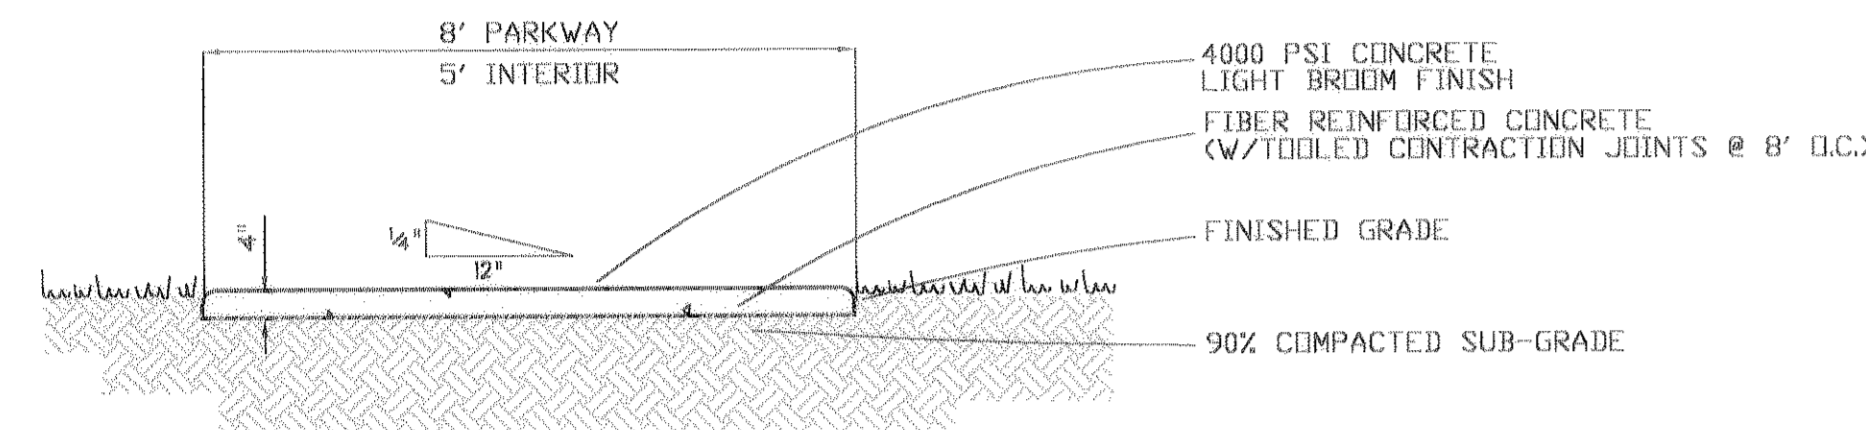 8' PARKWAY
5' INTERIOR
4000 PSI CONCRETE
LIGHT BROOM FINISH
FIBER REINFORCED CONCRETE
(W/TOOLED CONTRACTION JOINTS @ 8' O.C.)
4"
1/4"
12"
FINISHED GRADE
90% COMPACTED SUB-GRADE